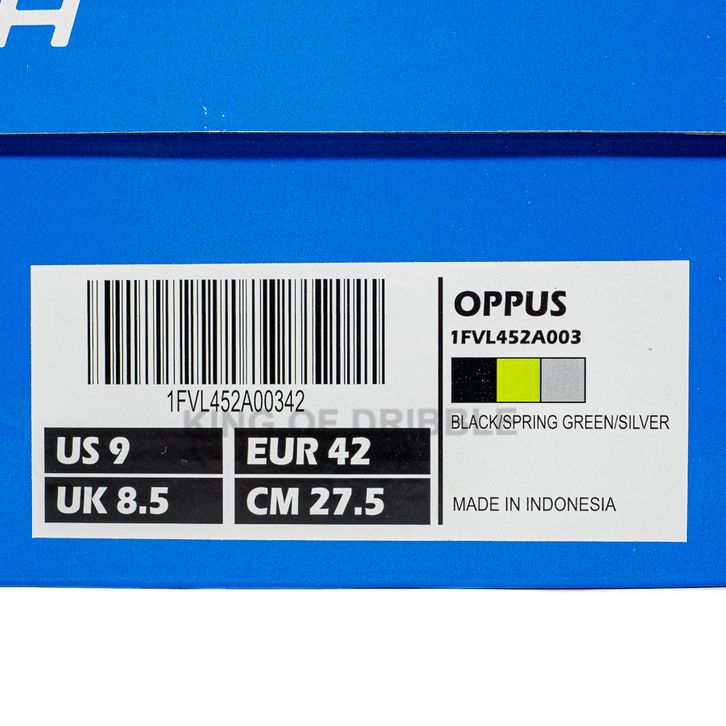 H
1FVL452A00342
KING OF DRIBBLE
US 9
EUR 42
UK 8.5
CM 27.5
OPPUS
1FVL452A003
BLACK/SPRING GREEN/SILVER
MADE IN INDONESIA